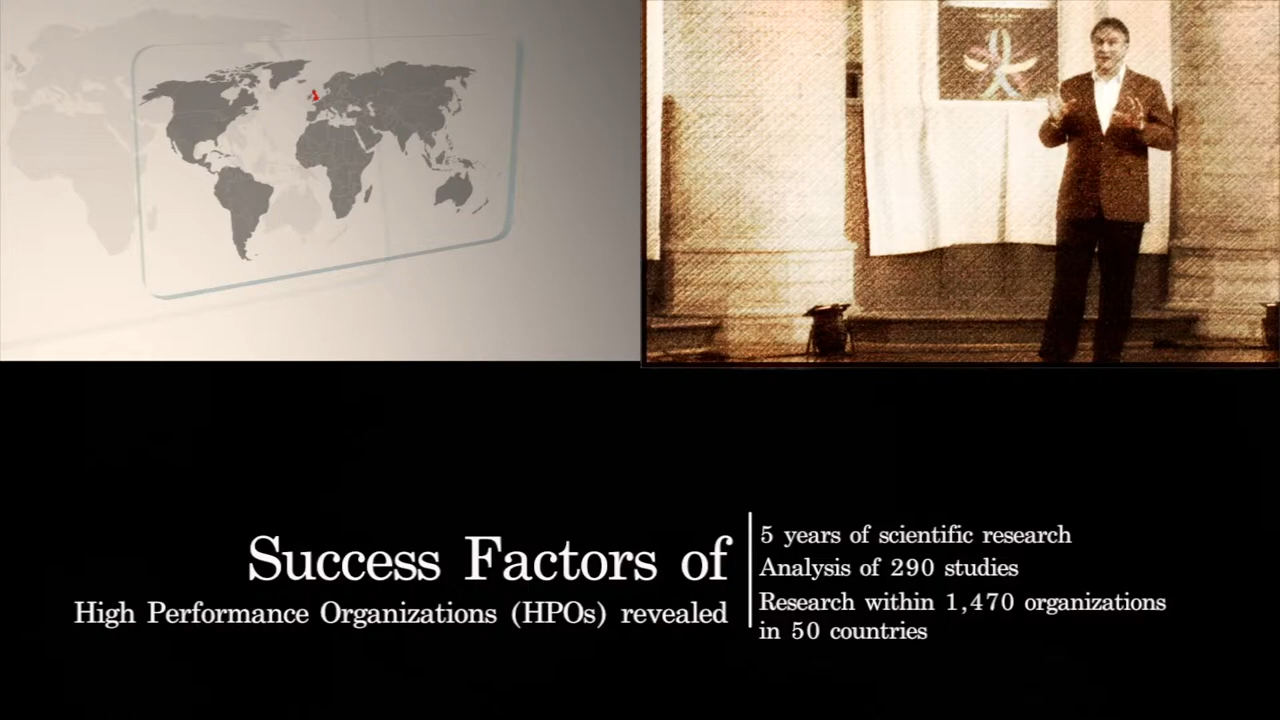 Success Factors of
High Performance Organizations (HPOs) revealed
5 years of scientific research
Analysis of 290 studies
Research within 1,470 organizations
in 50 countries